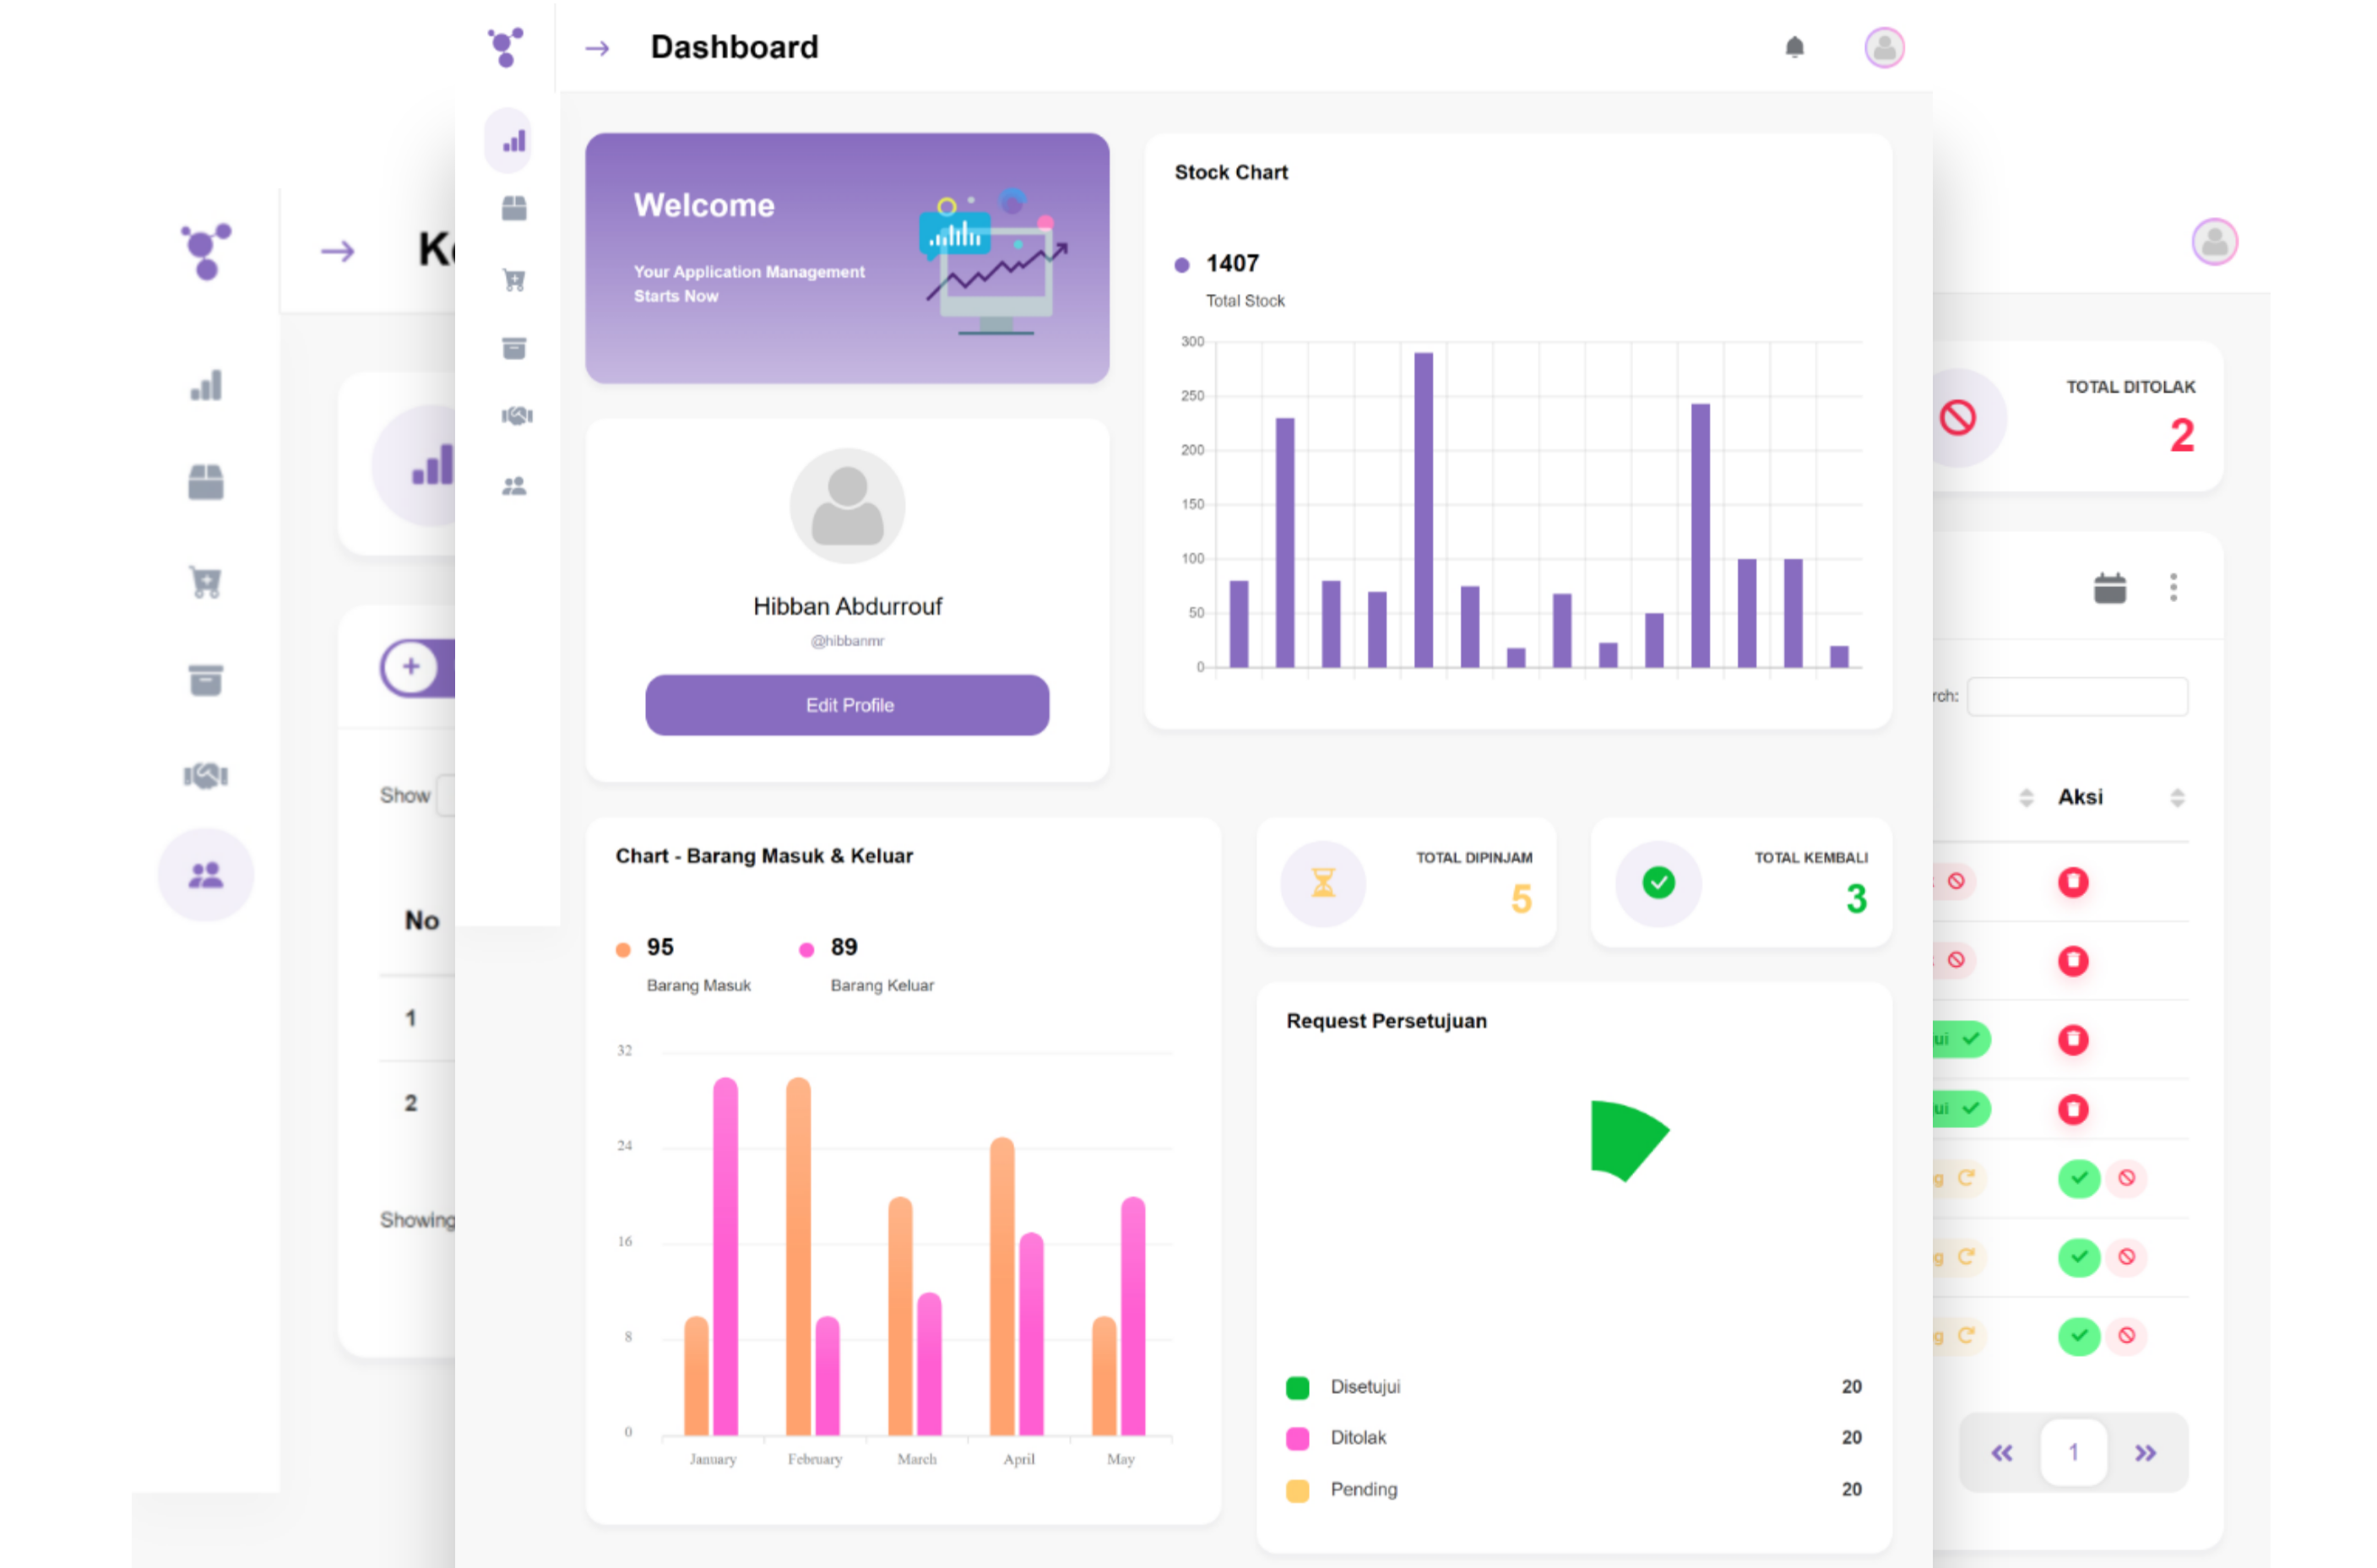 Dashboard
Welcome
Your Application Management
Starts Now
Hibban Abdurrouf
@hibbanmr
Edit Profile
Stock Chart
1407
Total Stock
300
250
200
150
100
50
0
Chart - Barang Masuk & Keluar
95
Barang Masuk
89
Barang Keluar
32
24
16
8
0
January
February
March
April
May
TOTAL DIPINJAM
5
TOTAL KEMBALI
3
Request Persetujuan
Disetujui 20
Ditolak 20
Pending 20
Show
No
1
2
Showing
TOTAL DITOLAK
2
rch:
Aksi
ui
ui
g
g
g
1